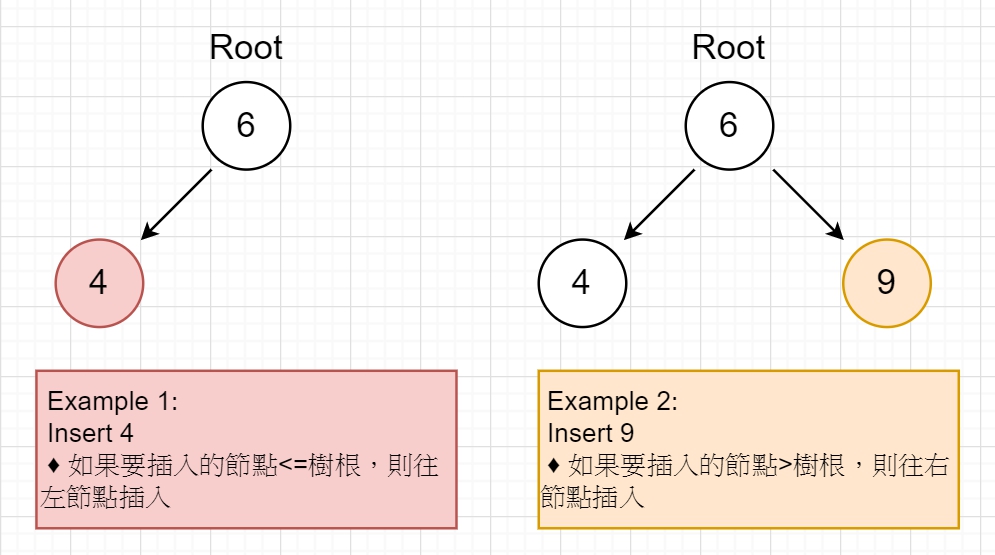 Root
6
4
Example 1:
Insert 4
♦ 如果要插入的節點<=樹根，則往
左節點插入
Root
6
4
9
Example 2:
Insert 9
♦ 如果要插入的節點>樹根，則往右
節點插入